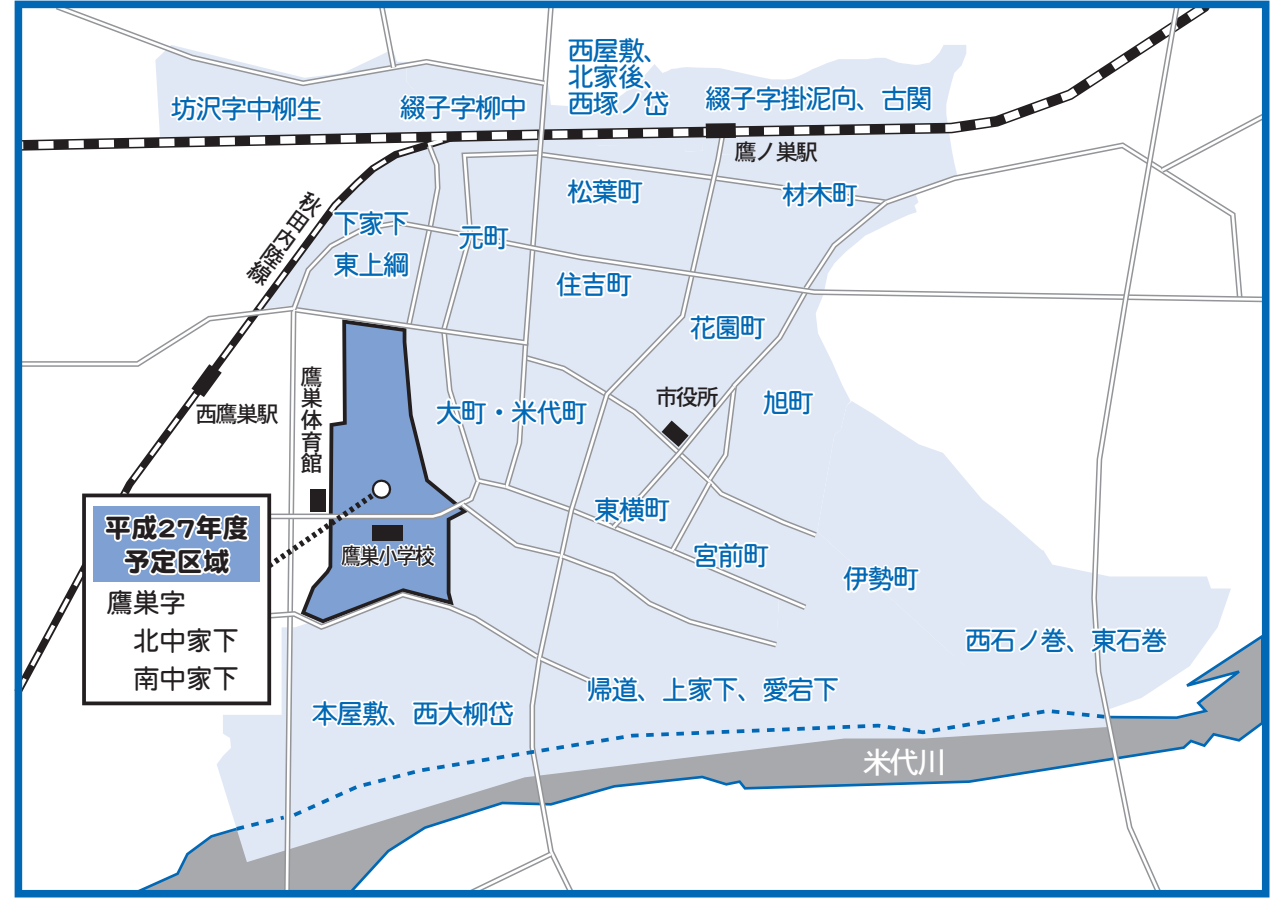 西屋敷、
北家後、
西塚ノ岱
坊沢字中柳生
綴子字柳中
綴子字掛泥向、古関
鷹ノ巣駅
松葉町
材木町
秋田内陸線
下家下
東上綱
元町
住吉町
花園町
鷹巣体育館
西鷹巣駅
市役所
旭町
大町・米代町
東横町
平成27年度
予定区域
鷹巣字
北中家下
南中家下
鷹巣小学校
宮前町
伊勢町
西石ノ巻、東石巻
帰道、上家下、愛宕下
本屋敷、西大柳岱
米代川